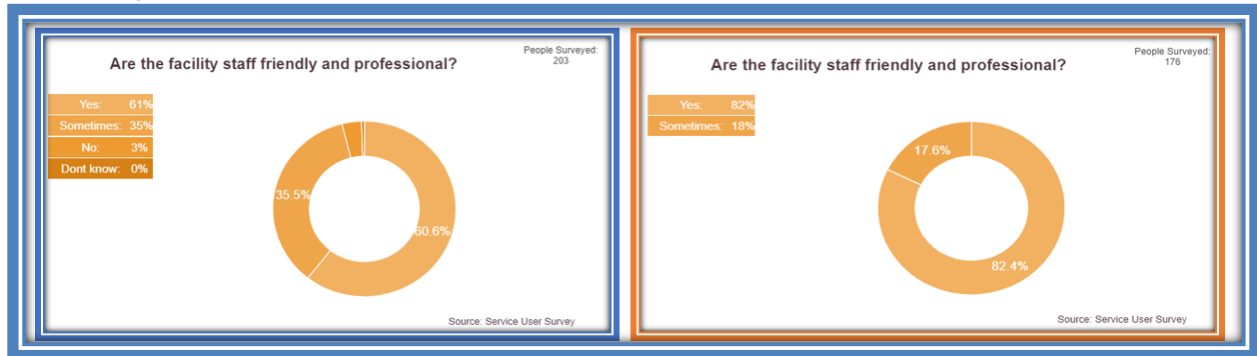 People Surveyed:
203
Are the facility staff friendly and professional?
Yes: 61%
Sometimes: 35%
No: 3%
Dont know: 0%
35.5%
60.6%
Source: Service User Survey
People Surveyed:
176
Are the facility staff friendly and professional?
Yes: 82%
Sometimes: 18%
17.6%
82.4%
Source: Service User Survey